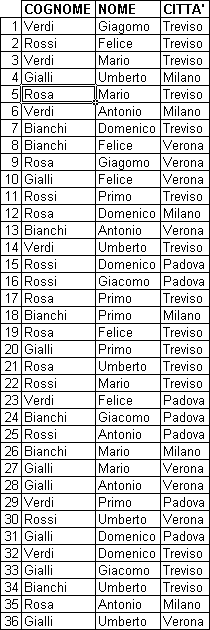 COGNOME NOME CITTA'
1 Verdi Giagomo Treviso
2 Rossi Felice Treviso
3 Verdi Mario Treviso
4 Gialli Umberto Milano
5 Rosa Mario Treviso
6 Verdi Antonio Milano
7 Bianchi Domenico Treviso
8 Bianchi Felice Verona
9 Rosa Giagomo Verona
10 Gialli Felice Verona
11 Rossi Primo Treviso
12 Rosa Domenico Milano
13 Bianchi Antonio Verona
14 Verdi Umberto Treviso
15 Rossi Domenico Padova
16 Rossi Giacomo Padova
17 Rosa Primo Treviso
18 Bianchi Primo Milano
19 Rosa Felice Treviso
20 Gialli Primo Treviso
21 Rosa Umberto Treviso
22 Rossi Mario Treviso
23 Verdi Felice Padova
24 Bianchi Giacomo Padova
25 Rossi Antonio Padova
26 Bianchi Mario Milano
27 Gialli Mario Verona
28 Gialli Antonio Verona
29 Verdi Primo Padova
30 Rossi Umberto Verona
31 Gialli Domenico Padova
32 Verdi Domenico Treviso
33 Gialli Giacomo Treviso
34 Bianchi Umberto Treviso
35 Rosa Antonio Milano
36 Gialli Umberto Verona